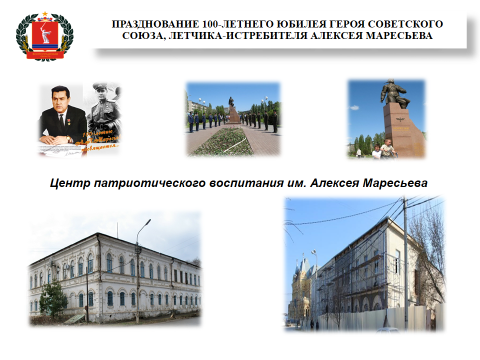 ПРАЗДНОВАНИЕ 100-ЛЕТНЕГО ЮБИЛЕЯ ГЕРОЯ СОВЕТСКОГО
СОЮЗА, ЛЕТЧИКА-ИСТРЕБИТЕЛЯ АЛЕКСЕЯ МАРЕСЬЕВА
Центр патриотического воспитания им. Алексея Маресьева